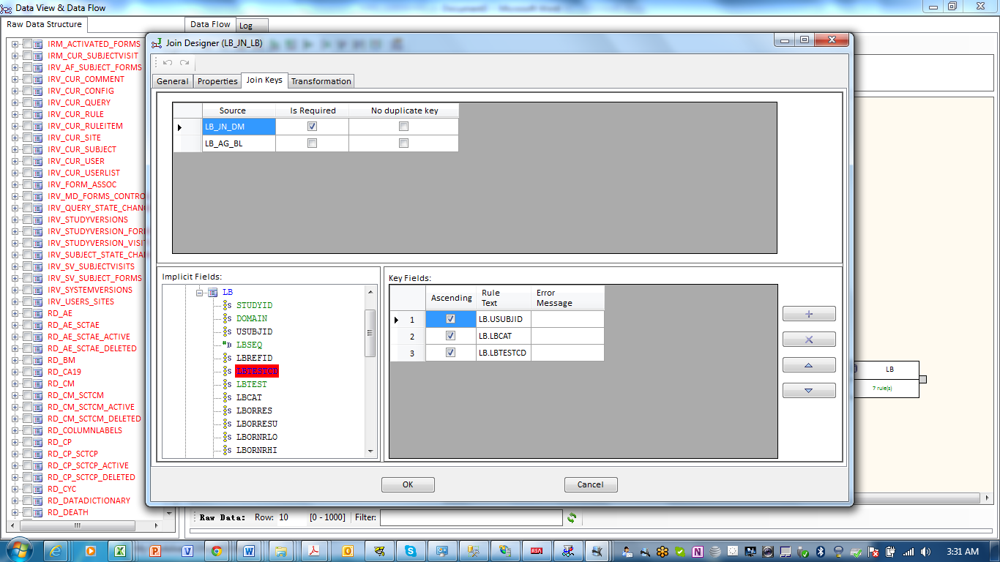 Data View & Data Flow
Raw Data Structure
Data Flow
Log
IRM_ACTIVATED_FORMS
IRM_CUR_SUBJECTVISIT
IRV_AF_SUBJECT_FORMS
IRV_CUR_COMMENT
IRV_CUR_CONFIG
IRV_CUR_QUERY
IRV_CUR_RULE
IRV_CUR_RULEITEM
IRV_CUR_SITE
IRV_CUR_SUBJECT
IRV_CUR_USER
IRV_CUR_USERLIST
IRV_FORM_ASSOC
IRV_MD_FORMS_CONTRO
IRV_QUERY_STATE_CHAN
IRV_STUDYVERSIONS
IRV_STUDYVERSION_FOR
IRV_STUDYVERSION_VISI
IRV_SUBJECT_STATE_CHA
IRV_SV_SUBJECTVISITS
IRV_SV_SUBJECT_FORMS
IRV_SYSTEMVERSIONS
IRV_USERS_SITES
RD_AE
RD_AE_SCTAE
RD_AE_SCTAE_ACTIVE
RD_AE_SCTAE_DELETED
RD_BM
RD_CA19
RD_CM
RD_CM_SCTCM
RD_CM_SCTCM_ACTIVE
RD_CM_SCTCM_DELETED
RD_COLUMNLABELS
RD_CP
RD_CP_SCTCP
RD_CP_SCTCP_ACTIVE
RD_CP_SCTCP_DELETED
RD_CYC
RD_DATADICTIONARY
RD_DEATH
Join Designer (LB_JN_LB)
General Properties Join Keys Transformation
Source Is Required No duplicate key
LB_JN_DM
LB_AG_BL
Implicit Fields:
LB
STUDYID
DOMAIN
USUBJID
LBSEQ
LBREFID
LBTESTCD
LBTEST
LBCAT
LBORRES
LBORRESU
LBORNRLO
LBORNRHI
Key Fields:
Ascending Rule Text Error Message
1 LB.USUBJID
2 LB.LBCAT
3 LB.LBTESTCD
OK
Cancel
LB
7 rule(s)
Raw Data: Row: 10 [0 - 1000] Filter:
3:31 AM